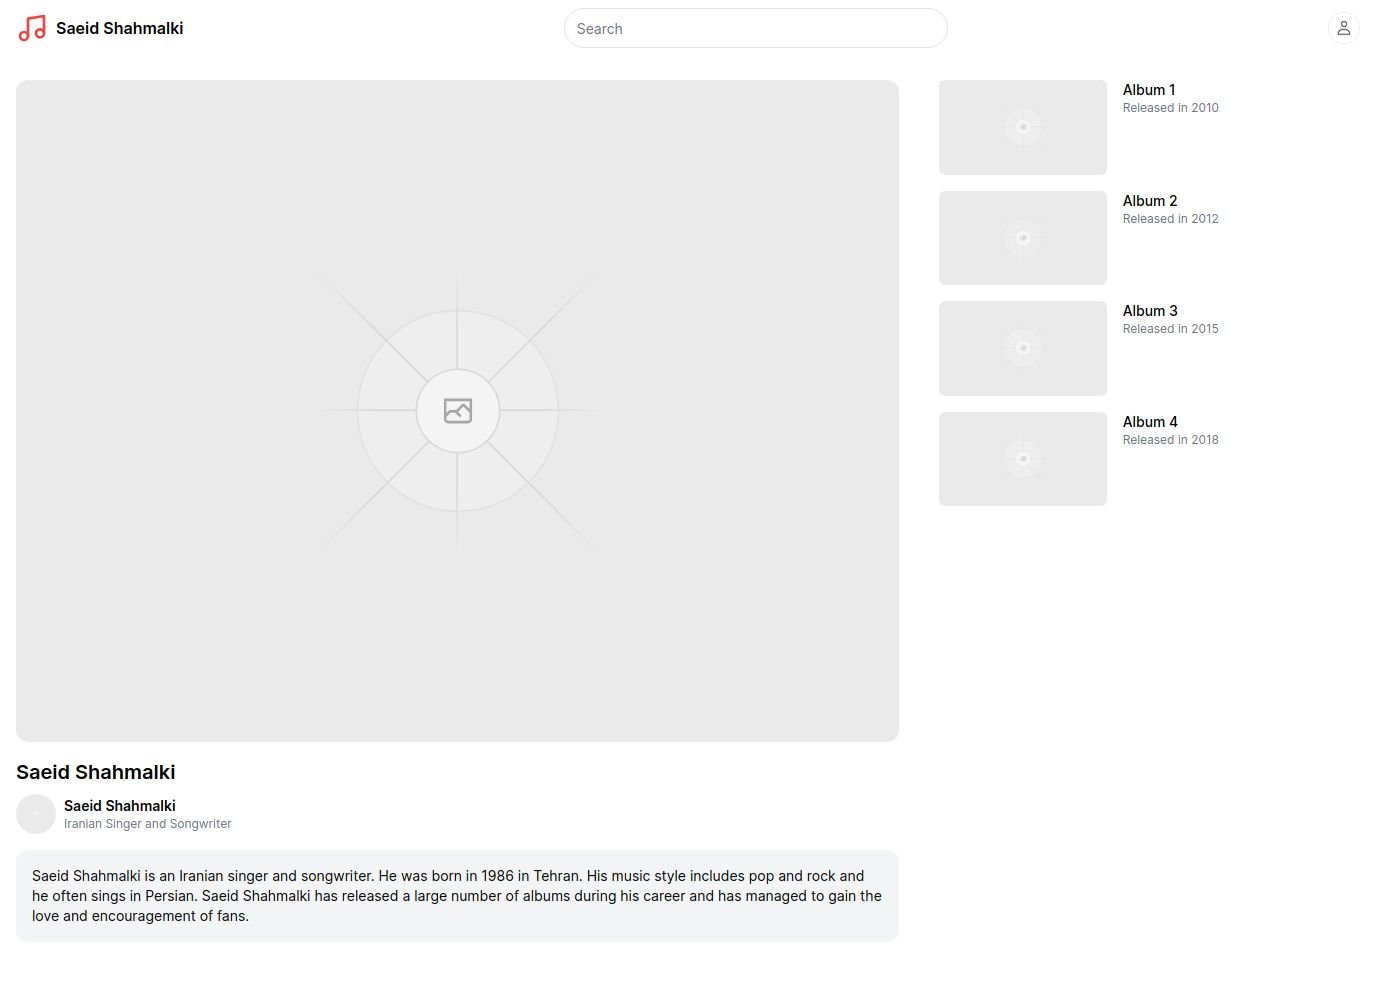 Saeid Shahmalki
Search
Album 1
Released in 2010
Album 2
Released in 2012
Album 3
Released in 2015
Album 4
Released in 2018
Saeid Shahmalki
Saeid Shahmalki
Iranian Singer and Songwriter
Saeid Shahmalki is an Iranian singer and songwriter. He was born in 1986 in Tehran. His music style includes pop and rock and
he often sings in Persian. Saeid Shahmalki has released a large number of albums during his career and has managed to gain the
love and encouragement of fans.